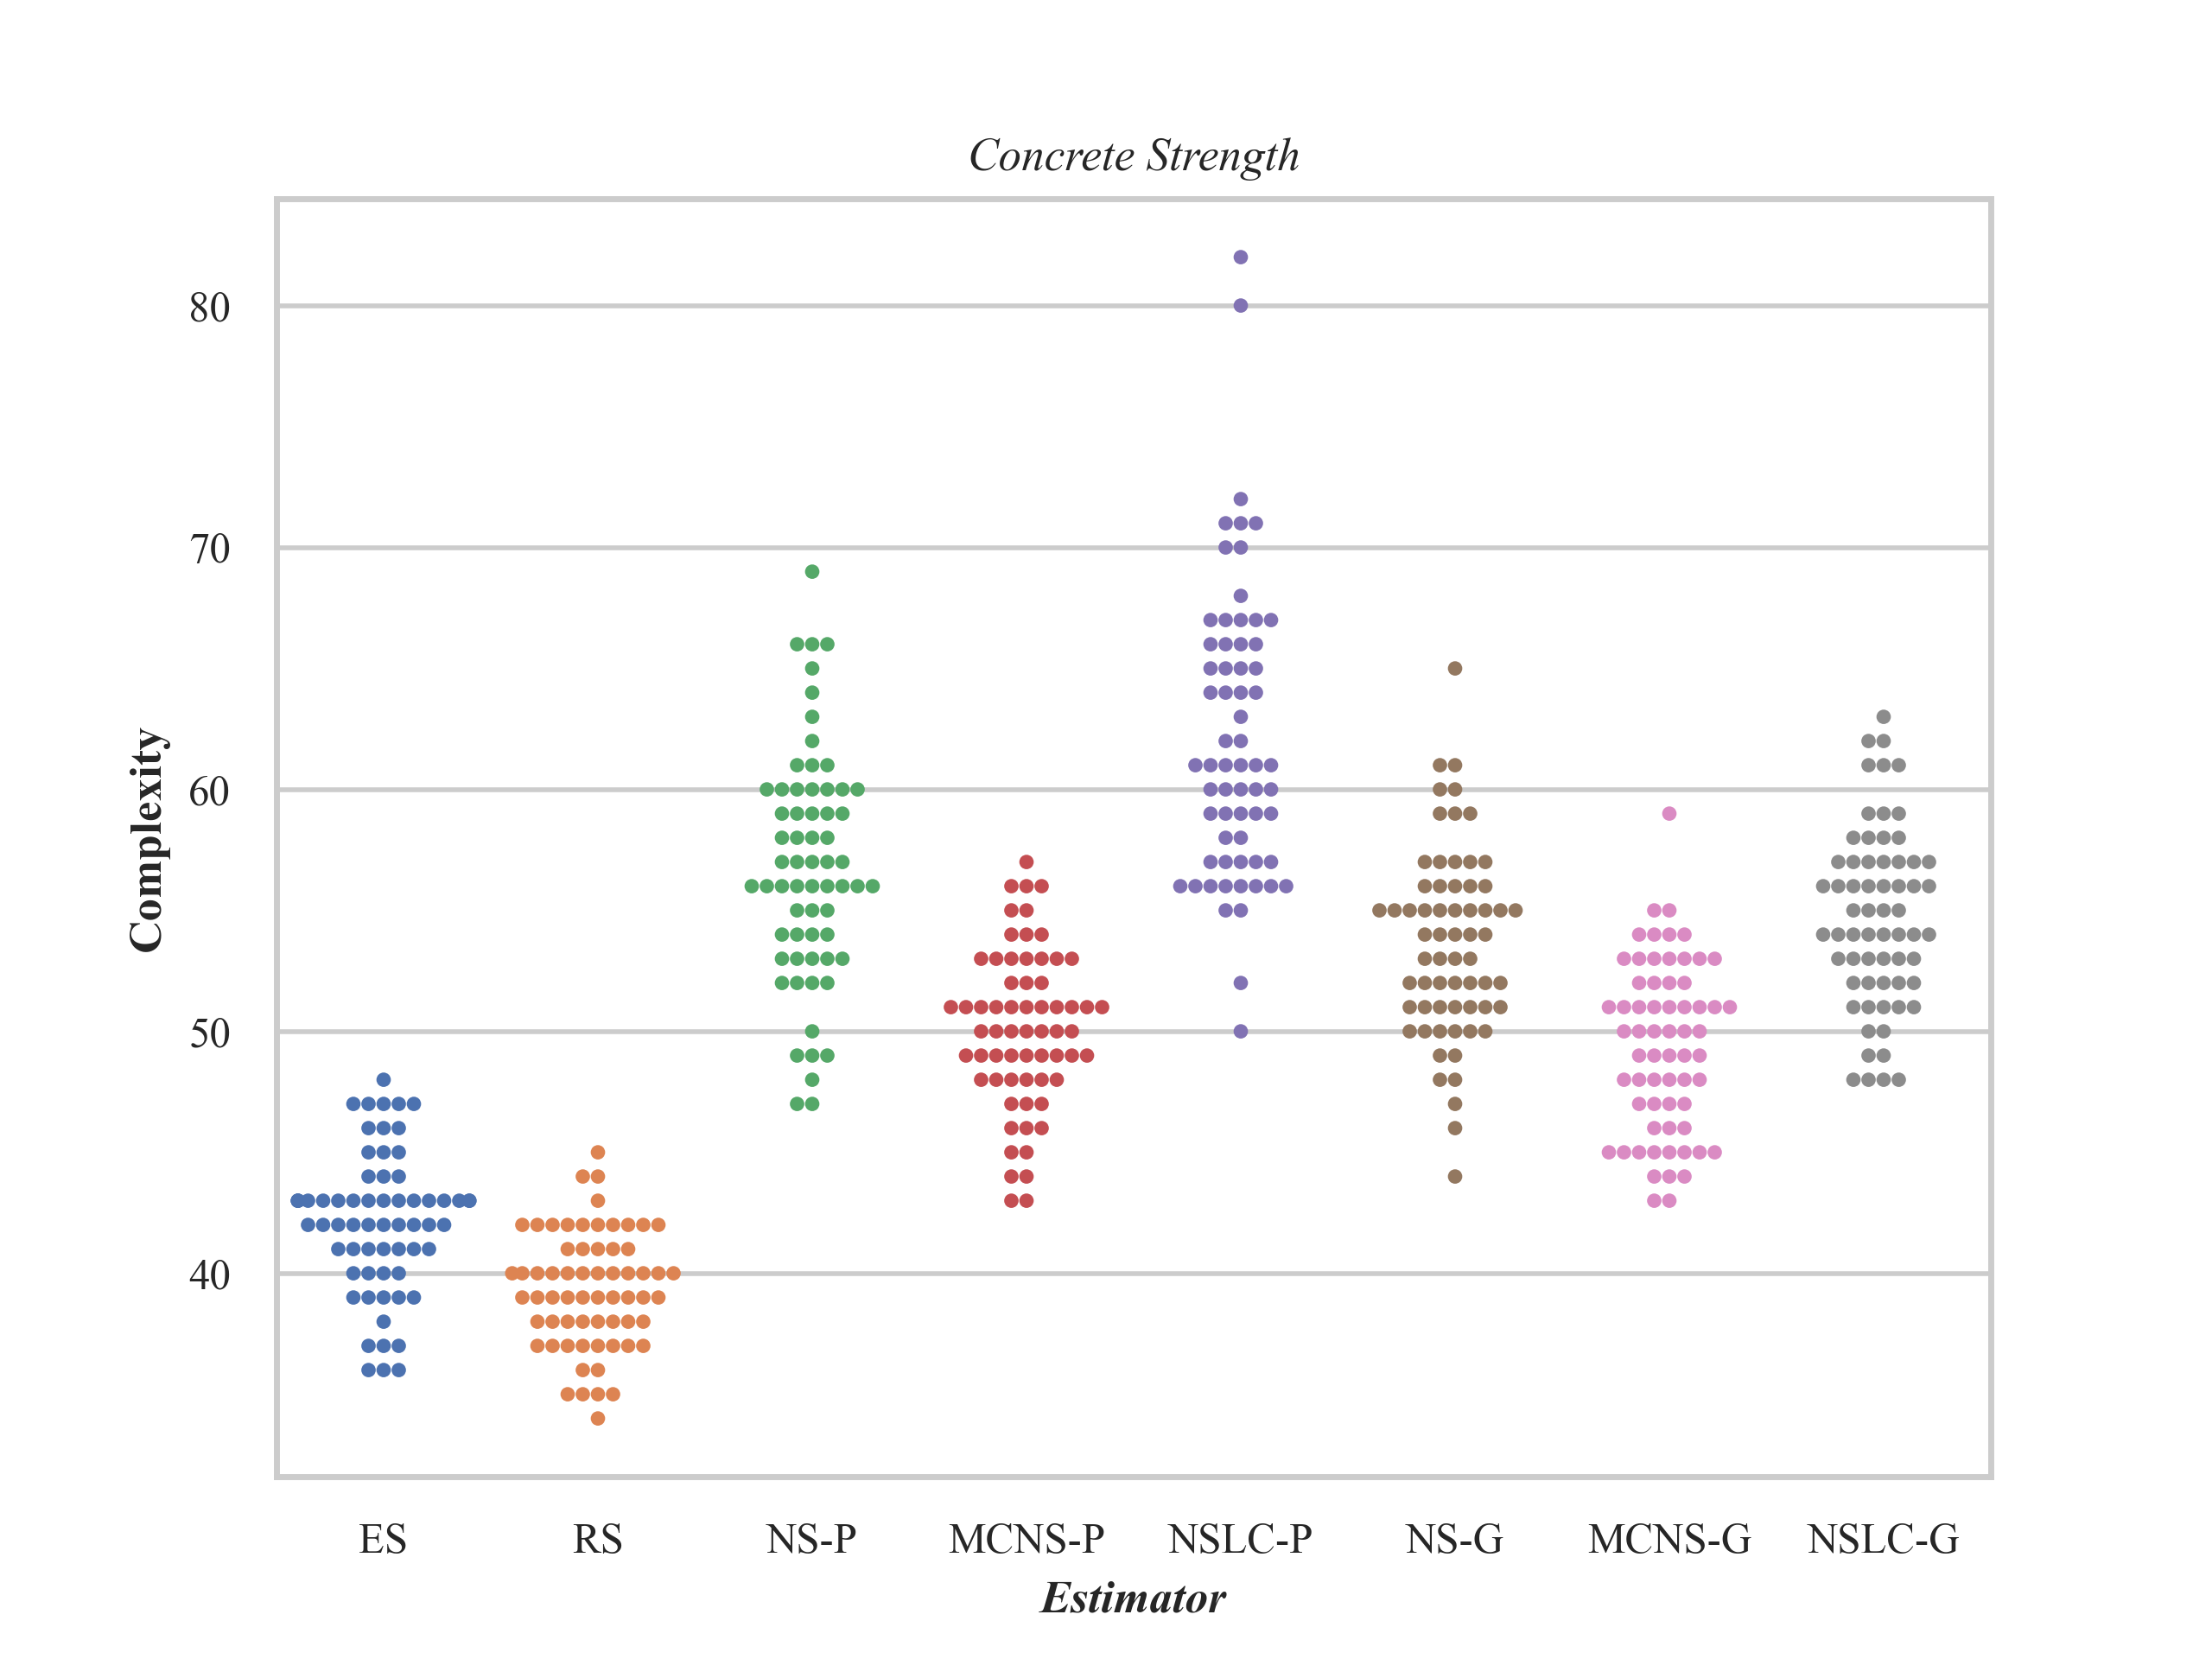 Concrete Strength
80
70
60
50
40
Complexity
ES RS NS-P MCNS-P NSLC-P NS-G MCNS-G NSLC-G
Estimator